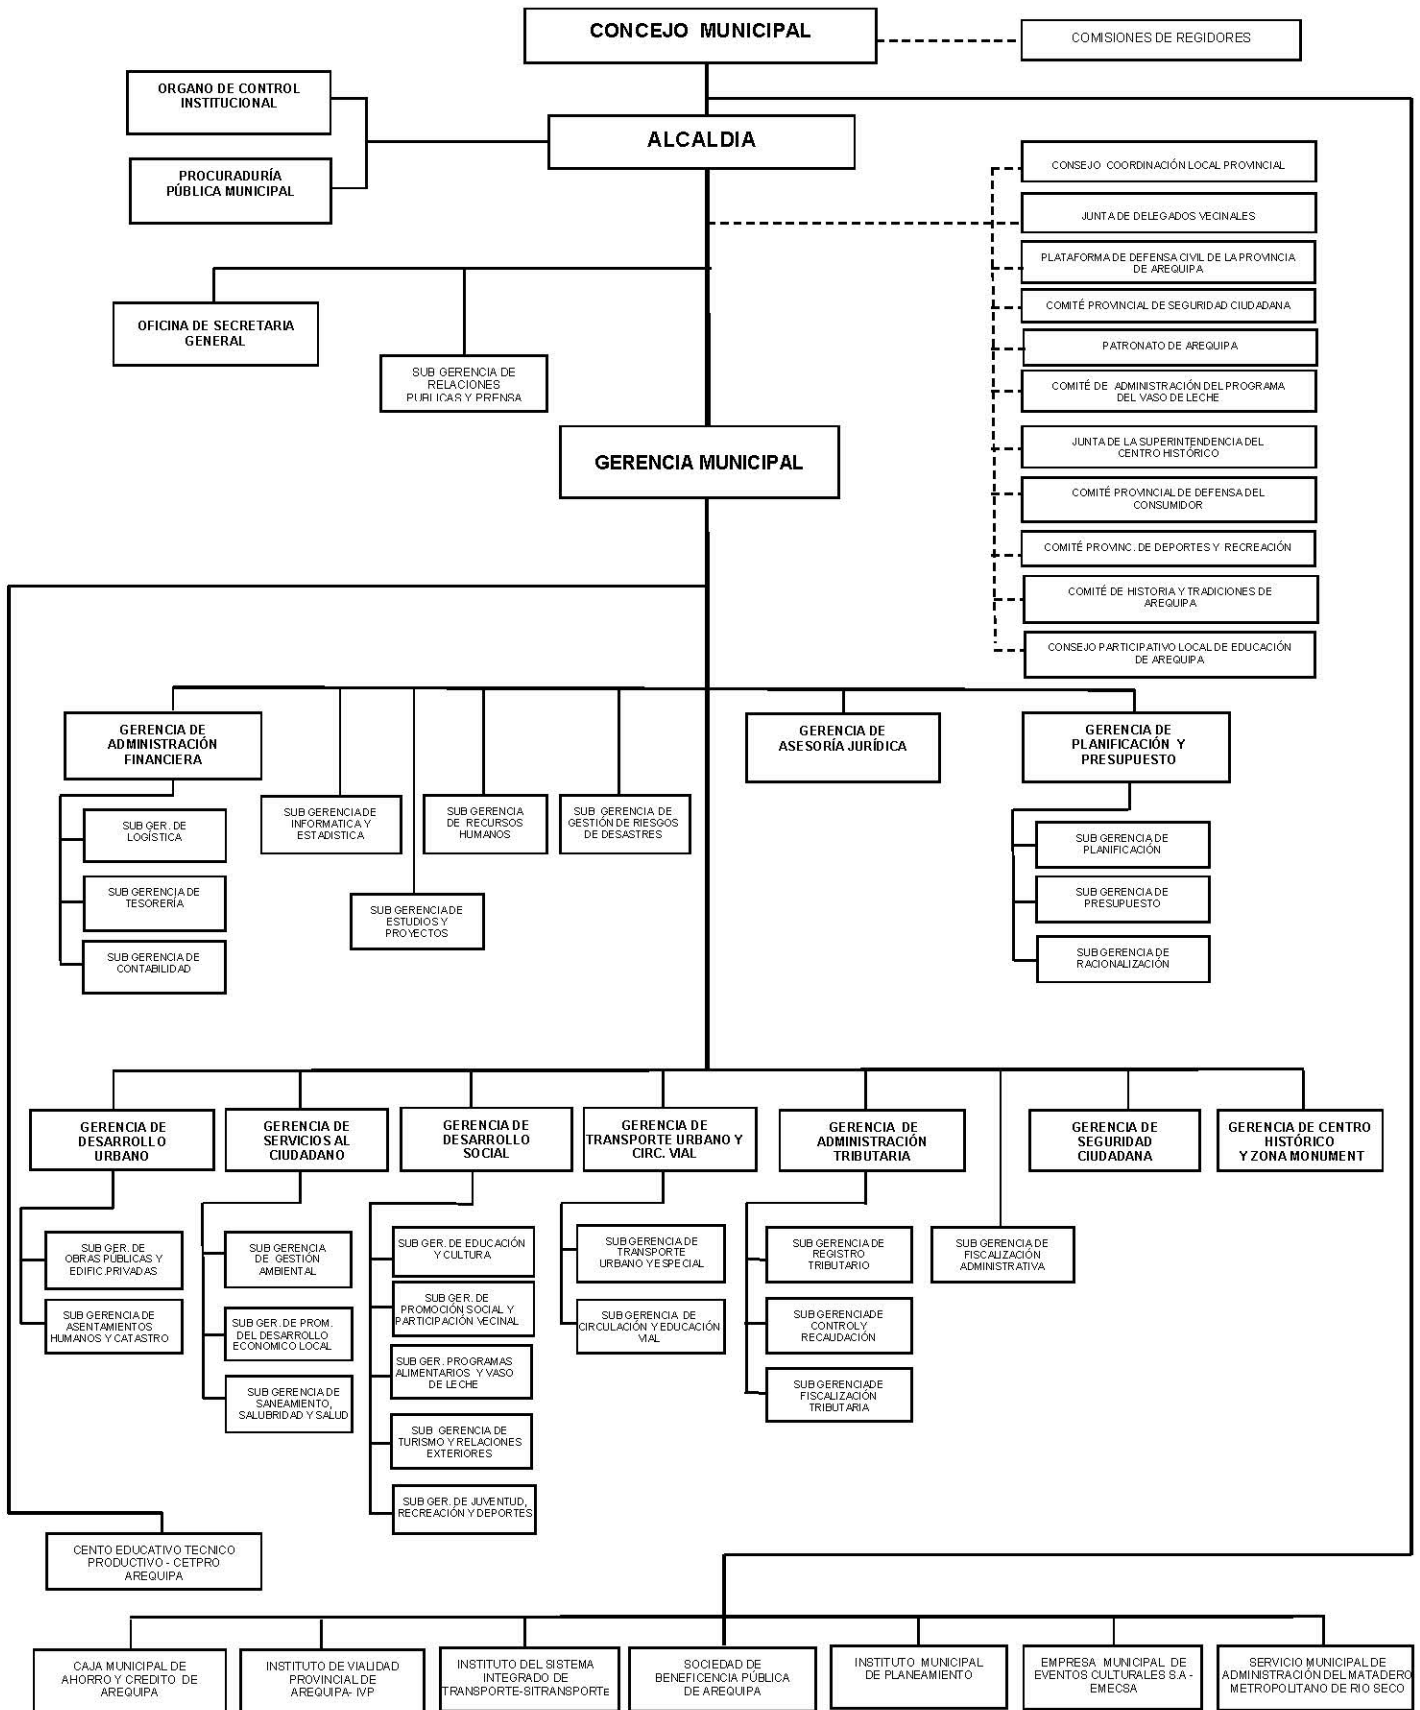 CONCEJO MUNICIPAL
COMISIONES DE REGIDORES
ORGANO DE CONTROL
INSTITUCIONAL
ALCALDIA
PROCURADURÍA
PÚBLICA MUNICIPAL
CONSEJO COORDINACIÓN LOCAL PROVINCIAL
JUNTA DE DELEGADOS VECINALES
PLATAFORMA DE DEFENSA CIVIL DE LA PROVINCIA
DE AREQUIPA
COMITÉ PROVINCIAL DE SEGURIDAD CIUDADANA
PATRONATO DE AREQUIPA
COMITÉ DE ADMINISTRACIÓN DEL PROGRAMA
DEL VASO DE LECHE
JUNTA DE LA SUPERINTENDENCIA DEL
CENTRO HISTÓRICO
COMITÉ PROVINCIAL DE DEFENSA DEL
CONSUMIDOR
COMITÉ PROVINC. DE DEPORTES Y RECREACIÓN
COMITÉ DE HISTORIA Y TRADICIONES DE
AREQUIPA
CONSEJO PARTICIPATIVO LOCAL DE EDUCACIÓN
DE AREQUIPA
OFICINA DE SECRETARIA
GENERAL
SUB GERENCIA DE
RELACIONES
PUBLICAS Y PRENSA
GERENCIA MUNICIPAL
GERENCIA DE
ADMINISTRACIÓN
FINANCIERA
GERENCIA DE
ASESORÍA JURÍDICA
GERENCIA DE
PLANIFICACIÓN Y
PRESUPUESTO
SUB GER. DE
LOGÍSTICA
SUB GERENCIA DE
TESORERÍA
SUB GERENCIA DE
CONTABILIDAD
SUB GERENCIA DE
INFORMATICA Y
ESTADISTICA
SUB GERENCIA DE
ESTUDIOS Y
PROYECTOS
SUB GERENCIA
DE RECURSOS
HUMANOS
SUB GERENCIA DE
GESTIÓN DE RIESGOS
DE DESASTRES
SUB GERENCIA DE
PLANIFICACIÓN
SUB GERENCIA DE
PRESUPUESTO
SUB GERENCIA DE
RACIONALIZACIÓN
GERENCIA DE
DESARROLLO
URBANO
GERENCIA DE
SERVICIOS AL
CIUDADANO
GERENCIA DE
DESARROLLO
SOCIAL
GERENCIA DE
TRANSPORTE URBANO Y
CIRC. VIAL
GERENCIA DE
ADMINISTRACIÓN
TRIBUTARIA
GERENCIA DE
SEGURIDAD
CIUDADANA
GERENCIA DE CENTRO
HISTÓRICO
Y ZONA MONUMENT
SUB GER. DE
OBRAS PÚBLICAS Y
EDIFIC.PRIVADAS
SUB GERENCIA DE
ASENTAMIENTOS
HUMANOS Y CATASTRO
SUB GERENCIA
DE GESTIÓN
AMBIENTAL
SUB GER. DE PROM.
DEL DESARROLLO
ECONOMICO LOCAL
SUB GERENCIA DE
SANEAMIENTO,
SALUBRIDAD Y SALUD
SUB GER. DE EDUCACIÓN
Y CULTURA
SUB GER. DE
PROMOCIÓN SOCIAL Y
PARTICIPACIÓN VECINAL
SUB GER. PROGRAMAS
ALIMENTARIOS Y VASO
DE LECHE
SUB GERENCIA DE
TURISMO Y RELACIONES
EXTERIORES
SUB GER. DE JUVENTUD,
RECREACIÓN Y DEPORTES
SUB GERENCIA DE
TRANSPORTE
URBANO Y ESPECIAL
SUB GERENCIA DE
CIRCULACIÓN Y EDUCACIÓN
VIAL
SUB GERENCIA DE
REGISTRO
TRIBUTARIO
SUB GERENCIA DE
CONTROL Y
RECAUDACIÓN
SUB GERENCIA DE
FISCALIZACIÓN
TRIBUTARIA
SUB GERENCIA DE
FISCALIZACIÓN
ADMINISTRATIVA
CENTO EDUCATIVO TECNICO
PRODUCTIVO - CETPRO
AREQUIPA
CAJA MUNICIPAL DE
AHORRO Y CREDITO DE
AREQUIPA
INSTITUTO DE VIALIDAD
PROVINCIAL DE
AREQUIPA- IVP
INSTITUTO DEL SISTEMA
INTEGRADO DE
TRANSPORTE-SITRANSPORTE
SOCIEDAD DE
BENEFICENCIA PÚBLICA
DE AREQUIPA
INSTITUTO MUNICIPAL
DE PLANEAMIENTO
EMPRESA MUNICIPAL DE
EVENTOS CULTURALES S.A -
EMECSA
SERVICIO MUNICIPAL DE
ADMINISTRACIÓN DEL MATADERO
METROPOLITANO DE RIO SECO